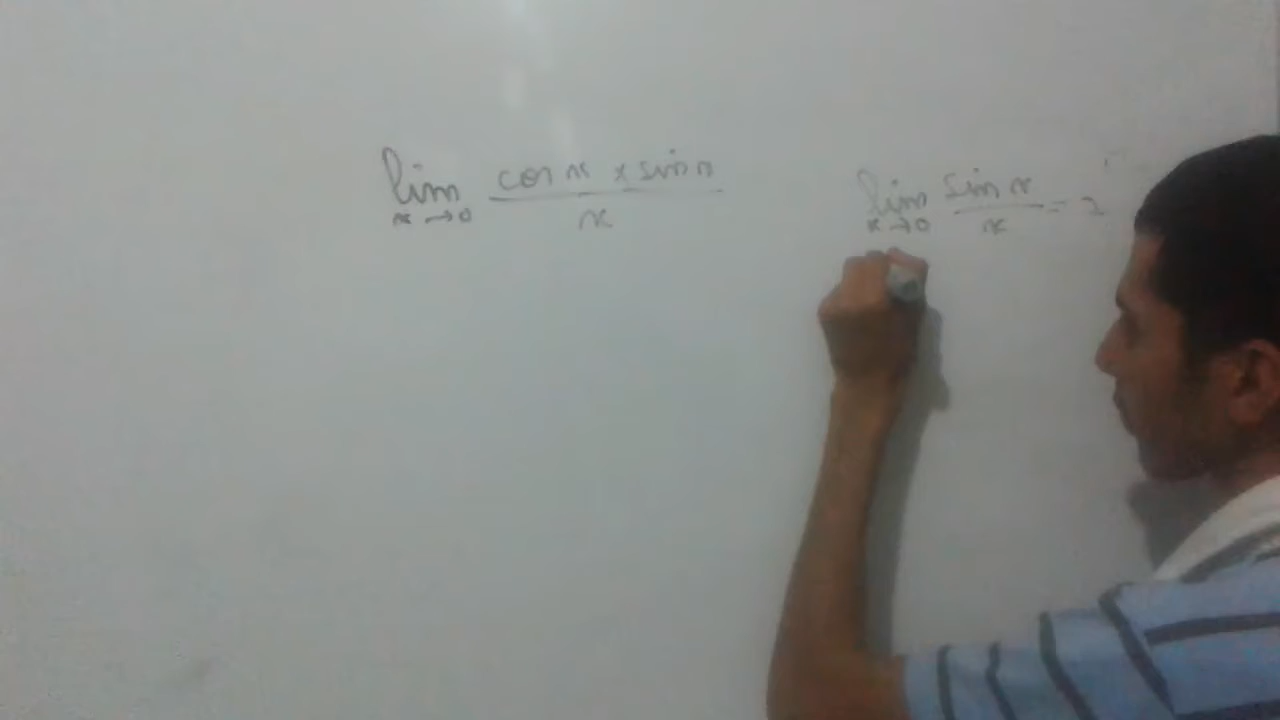 lim x→0 cos x × sin x / x
lim x→0 sin x / x = 1